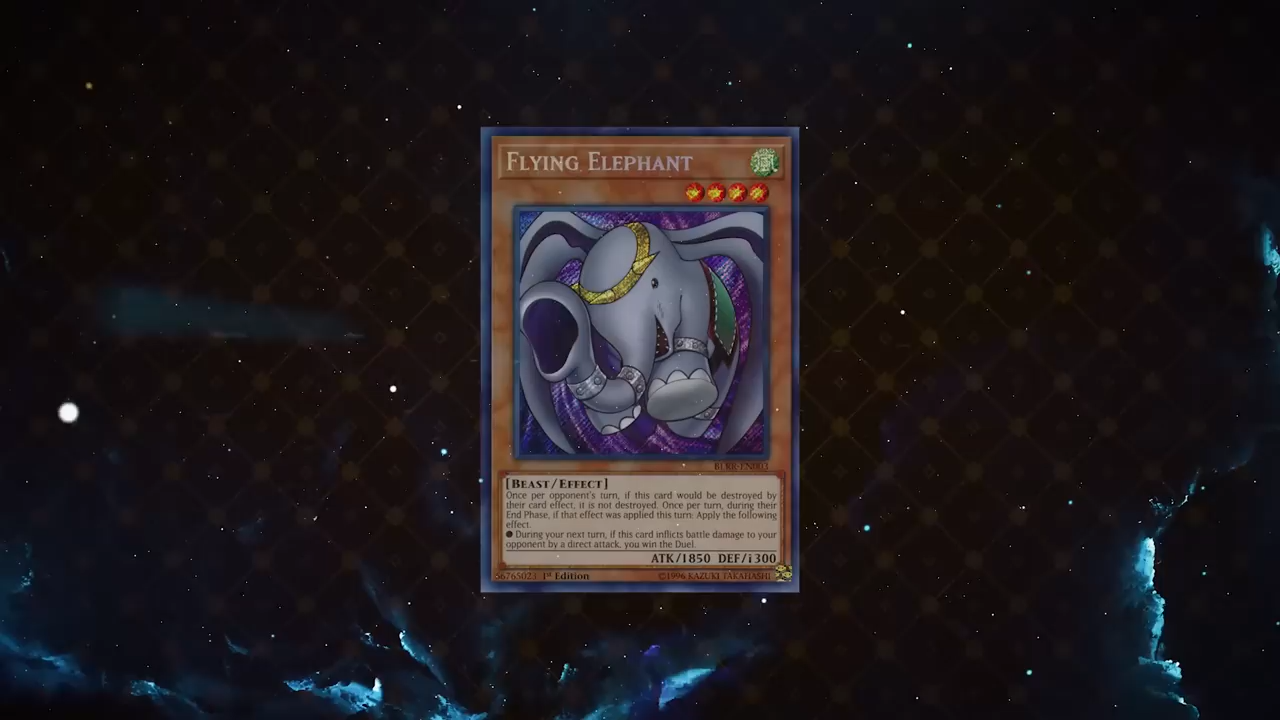 FLYING ELEPHANT
風
BLRR-EN003
[BEAST/EFFECT]
Once per opponent's turn, if this card would be destroyed by
their card effect, it is not destroyed. Once per turn, during their
End Phase, if that effect was applied this turn: Apply the following
effect.
● During your next turn, if this card inflicts battle damage to your
opponent by a direct attack, you win the Duel.
ATK/1850 DEF/1300
66765023 1st Edition ©1996 KAZUKI TAKAHASHI